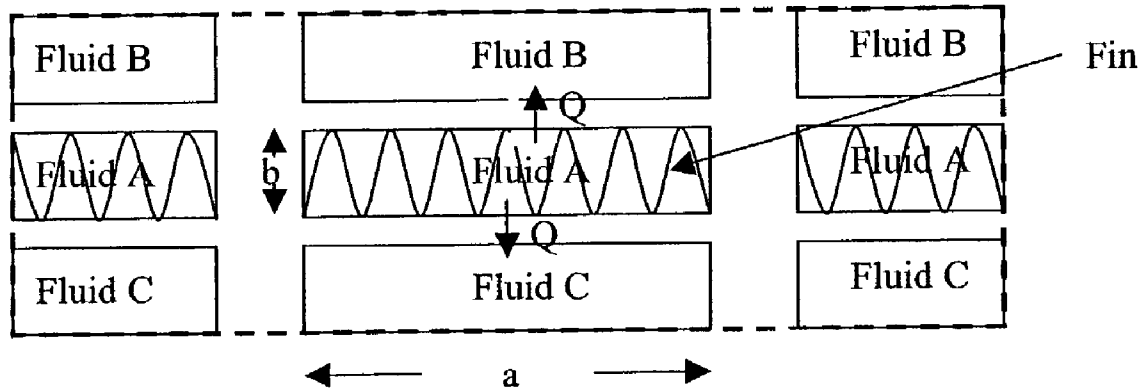 Fluid B Fluid B Fluid B Fin
Q
Fluid A b Fluid A Fluid A
Q
Fluid C Fluid C Fluid C
a